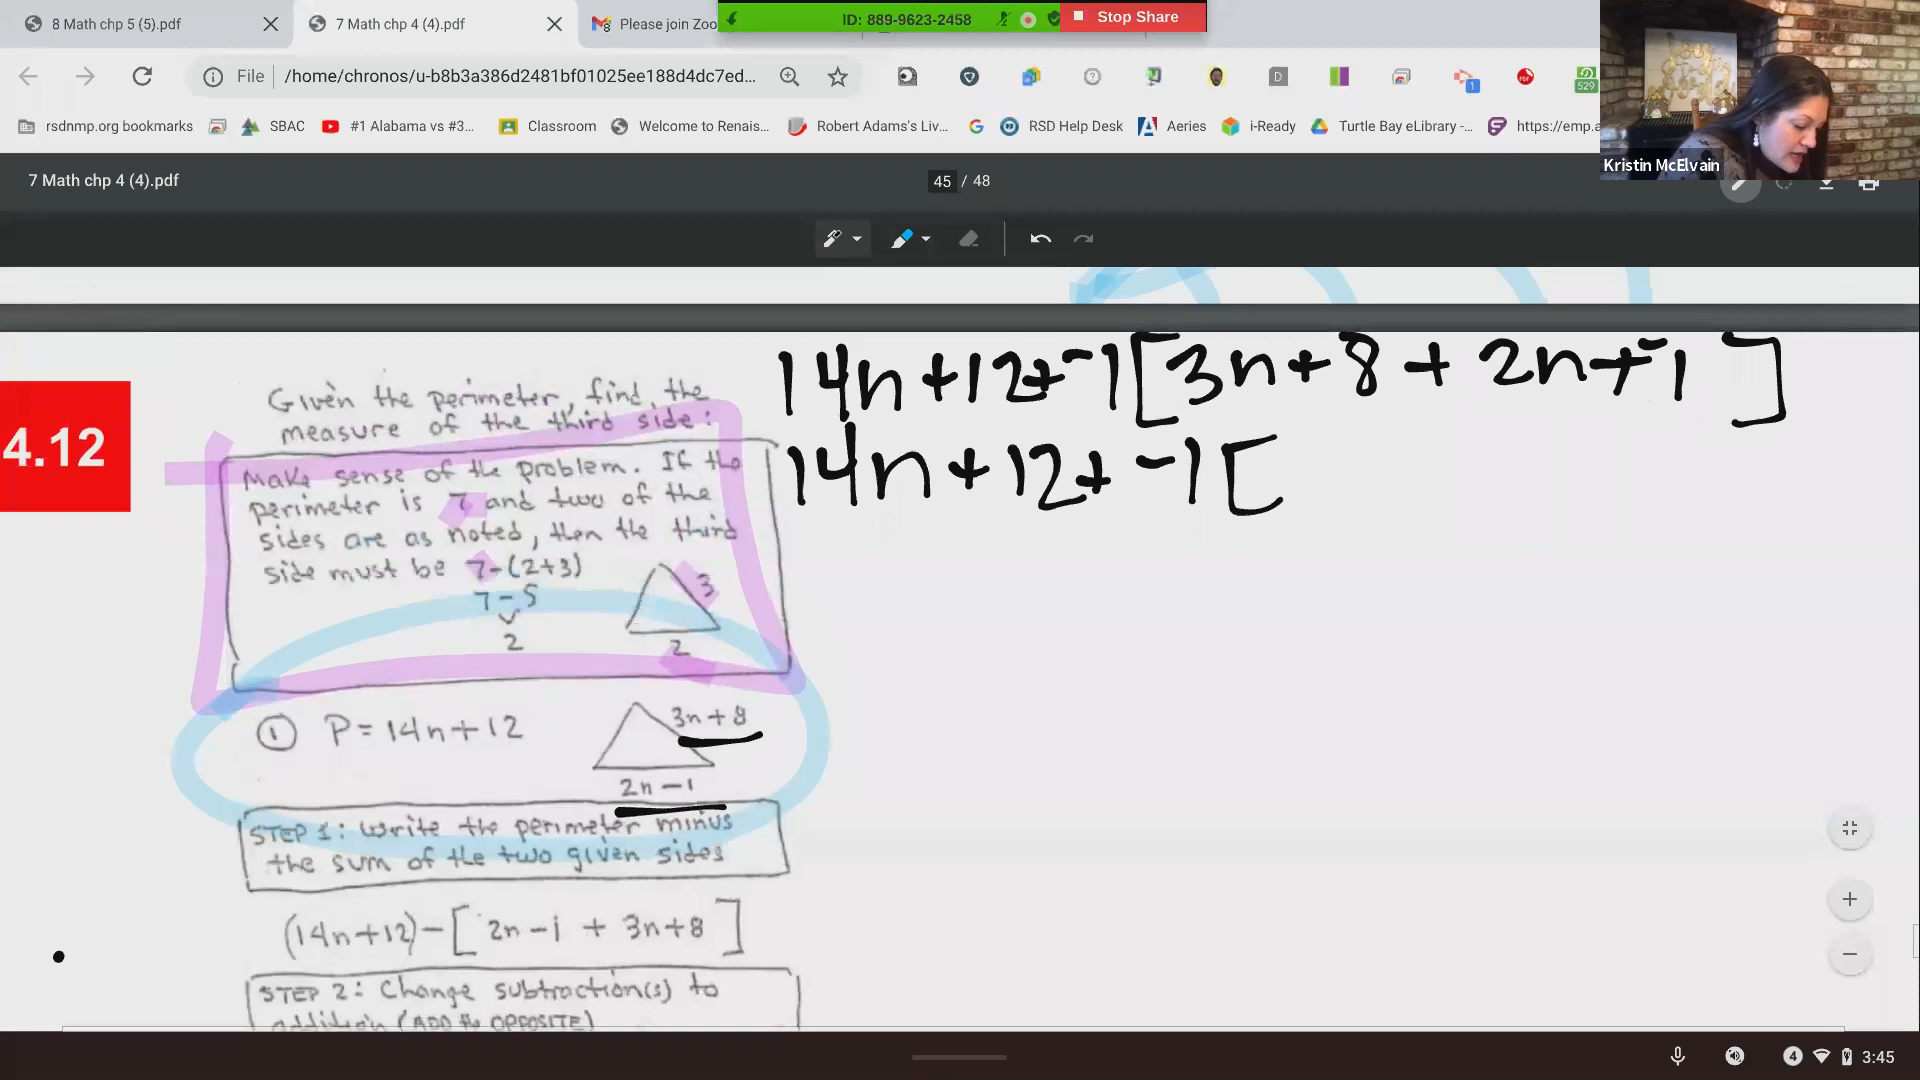 8 Math chp 5 (5).pdf
7 Math chp 4 (4).pdf
Please join Zoo
ID: 889-9623-2458
Stop Share
File
/home/chronos/u-b8b3a386d2481bf01025ee188d4dc7ed...
D
1
529
rsdnmp.org bookmarks
SBAC
#1 Alabama vs #3...
Classroom
Welcome to Renais...
Robert Adams's Liv...
RSD Help Desk
Aeries
i-Ready
Turtle Bay eLibrary -...
https://emp.a
Kristin McElvain
7 Math chp 4 (4).pdf
45 / 48
14n+12+-1[3n+8+2n+-1]
14n+12+-1[
4.12
Given the perimeter, find the
measure of the third side:
Make sense of the problem. If the
perimeter is 7 and two of the
sides are as noted, then the third
side must be 7-(2+3)
7-5
2
3
2
① P=14n+12
3n+8
2n-1
STEP 1: Write the perimeter minus
the sum of the two given sides
(14n+12)-[2n-1 + 3n+8]
STEP 2: Change subtraction(s) to
addition (ADD the OPPOSITE)
4
3:45